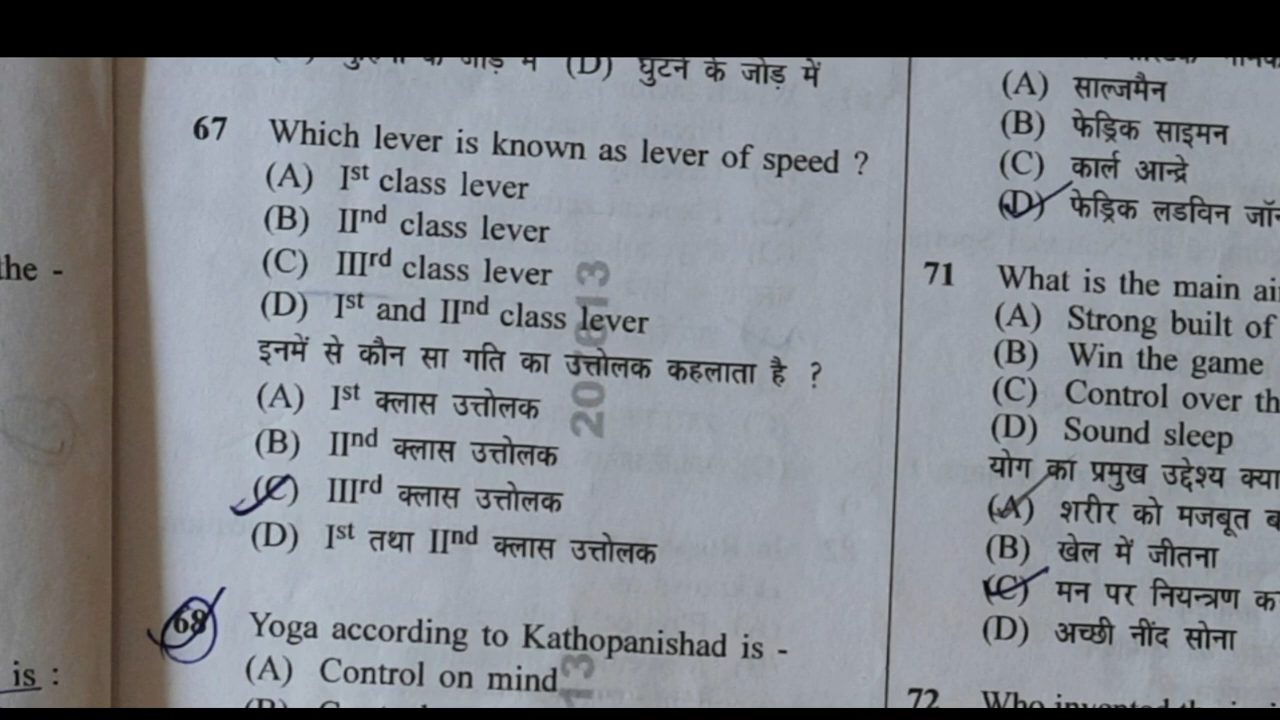 (D) घुटने के जोड़ में
67 Which lever is known as lever of speed ?
(A) Ist class lever
(B) IInd class lever
(C) IIIrd class lever
(D) Ist and IInd class lever
इनमें से कौन सा गति का उत्तोलक कहलाता है ?
(A) Ist क्लास उत्तोलक
(B) IInd क्लास उत्तोलक
(C) IIIrd क्लास उत्तोलक
(D) Ist तथा IInd क्लास उत्तोलक
68 Yoga according to Kathopanishad is -
(A) Control on mind
the -
is :
(A) साल्जमैन
(B) फेड्रिक साइमन
(C) कार्ल आन्द्रे
(D) फेड्रिक लडविन
71 What is the main
(A) Strong built of
(B) Win the game
(C) Control over
(D) Sound sleep
योग का प्रमुख उद्देश्य क्या
(A) शरीर को मजबूत
(B) खेल में जीतना
(C) मन पर नियन्त्रण
(D) अच्छी नींद सोना
72 Who invented